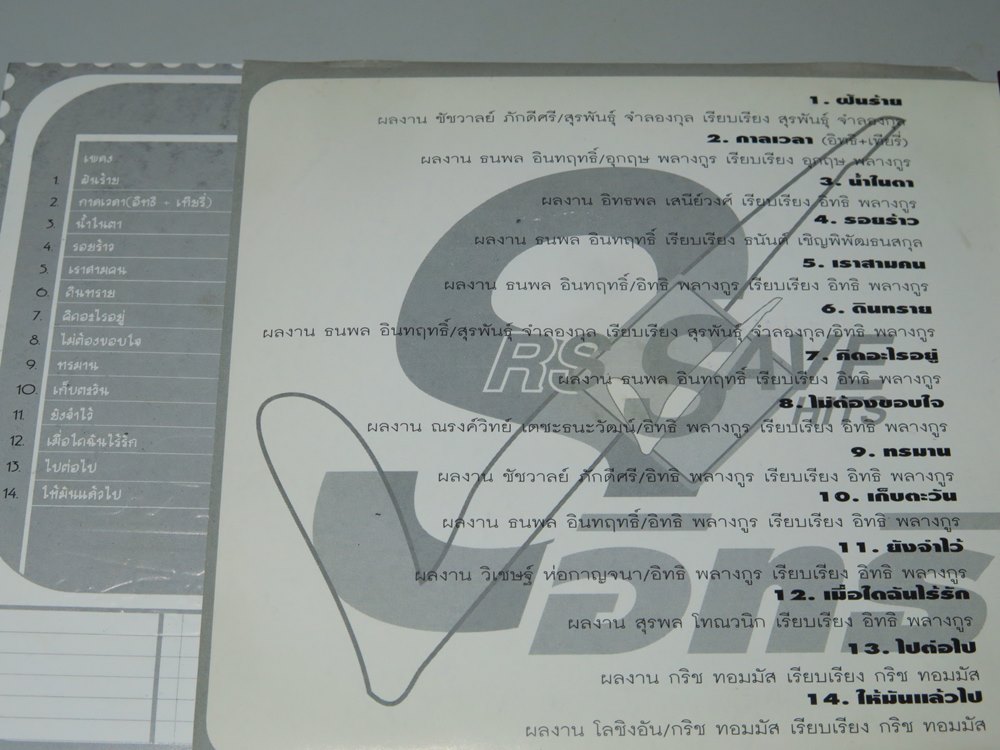 เพลง
1. ฝันร้าย
2. กาลเวลา(อิทธิ + เทียรี่)
3. น้ำในตา
4. รอยร้าว
5. เราสามคน
6. ดินทราย
7. คิดอะไรอยู่
8. ไม่ต้องขอบใจ
9. ทรมาน
10. เก็บตะวัน
11. ยังจำไว้
12. เมื่อใดฉันไร้รัก
13. ไปต่อไป
14. ให้มันแล้วไป
1. ฝันร้าย
ผลงาน ชัชวาลย์ ภักดีศรี/สุรพันธุ์ จำลองกุล เรียบเรียง สุรพันธุ์ จำลองกุล
2. กาลเวลา (อิทธิ+เทียรี่)
ผลงาน ธนพล อินทฤทธิ์/อุกฤษ พลางกูร เรียบเรียง อุกฤษ พลางกูร
3. น้ำในตา
ผลงาน อิทธพล เสนีย์วงศ์ เรียบเรียง อิทธิ พลางกูร
4. รอยร้าว
ผลงาน ธนพล อินทฤทธิ์ เรียบเรียง ธนันต์ เชิญพิพัฒธนสกุล
5. เราสามคน
ผลงาน ธนพล อินทฤทธิ์/อิทธิ พลางกูร เรียบเรียง อิทธิ พลางกูร
6. ดินทราย
ผลงาน ธนพล อินทฤทธิ์/สุรพันธุ์ จำลองกุล เรียบเรียง สุรพันธุ์ จำลองกุล/อิทธิ พลางกูร
7. คิดอะไรอยู่
ผลงาน ธนพล อินทฤทธิ์ เรียบเรียง อิทธิ พลางกูร
8. ไม่ต้องขอบใจ
ผลงาน ณรงค์วิทย์ เตชะธนะวัฒน์/อิทธิ พลางกูร เรียบเรียง อิทธิ พลางกูร
9. ทรมาน
ผลงาน ชัชวาลย์ ภักดีศรี/อิทธิ พลางกูร เรียบเรียง อิทธิ พลางกูร
10. เก็บตะวัน
ผลงาน ธนพล อินทฤทธิ์/อิทธิ พลางกูร เรียบเรียง อิทธิ พลางกูร
11. ยังจำไว้
ผลงาน วิเชษฐ์ ห่อกาญจนา/อิทธิ พลางกูร เรียบเรียง อิทธิ พลางกูร
12. เมื่อใดฉันไร้รัก
ผลงาน สุรพล โทณวนิก เรียบเรียง อิทธิ พลางกูร
13. ไปต่อไป
ผลงาน กริช ทอมมัส เรียบเรียง กริช ทอมมัส
14. ให้มันแล้วไป
ผลงาน โลชิงอัน/กริช ทอมมัส เรียบเรียง กริช ทอมมัส
RS SAVE
HITS